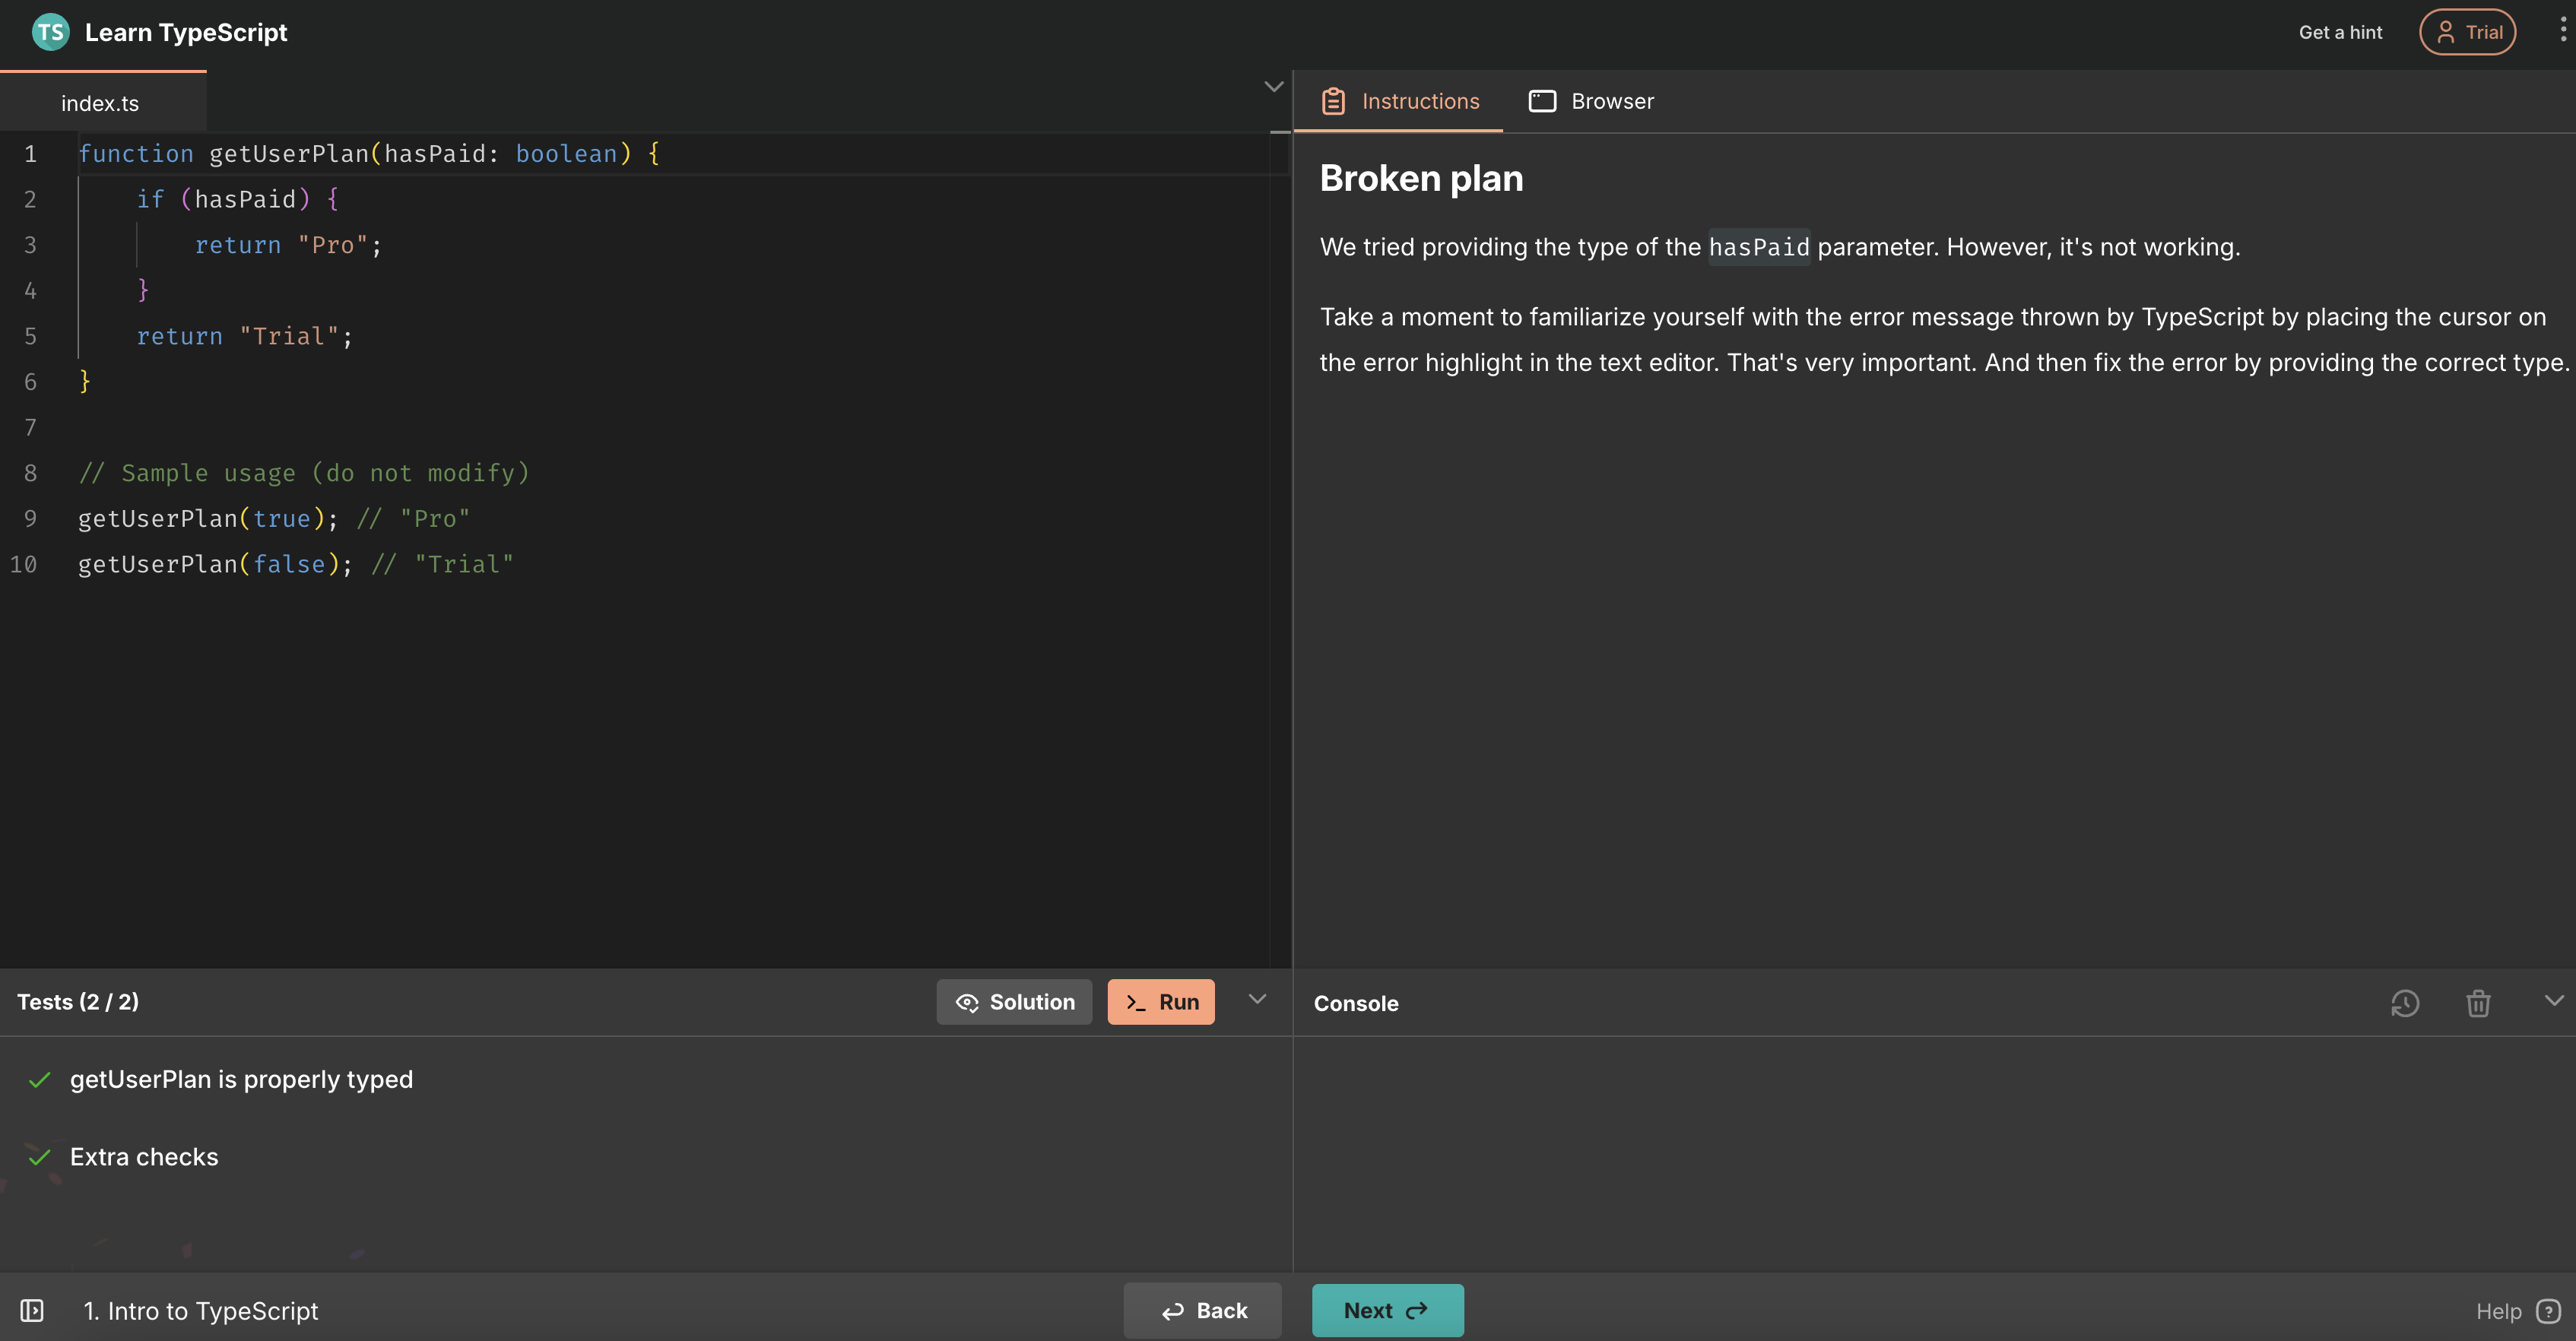 TS Learn TypeScript
Get a hint
Trial
index.ts
1 function getUserPlan(hasPaid: boolean) {
2 if (hasPaid) {
3 return "Pro";
4 }
5 return "Trial";
6 }
7
8 // Sample usage (do not modify)
9 getUserPlan(true); // "Pro"
10 getUserPlan(false); // "Trial"
Instructions
Browser
Broken plan
We tried providing the type of the hasPaid parameter. However, it's not working.
Take a moment to familiarize yourself with the error message thrown by TypeScript by placing the cursor on
the error highlight in the text editor. That's very important. And then fix the error by providing the correct type.
Tests (2 / 2)
Solution
Run
getUserPlan is properly typed
Extra checks
Console
1. Intro to TypeScript
Back
Next
Help